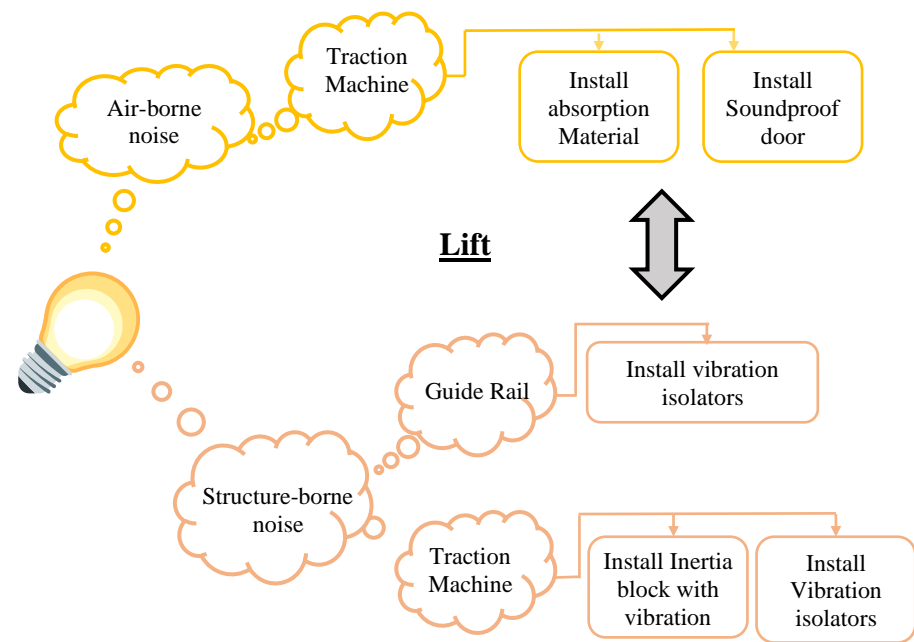 Air-borne
noise
Traction
Machine
Install
absorption
Material
Install
Soundproof
door
Lift
Guide Rail
Install vibration
isolators
Structure-borne
noise
Traction
Machine
Install Inertia
block with
vibration
Install
Vibration
isolators